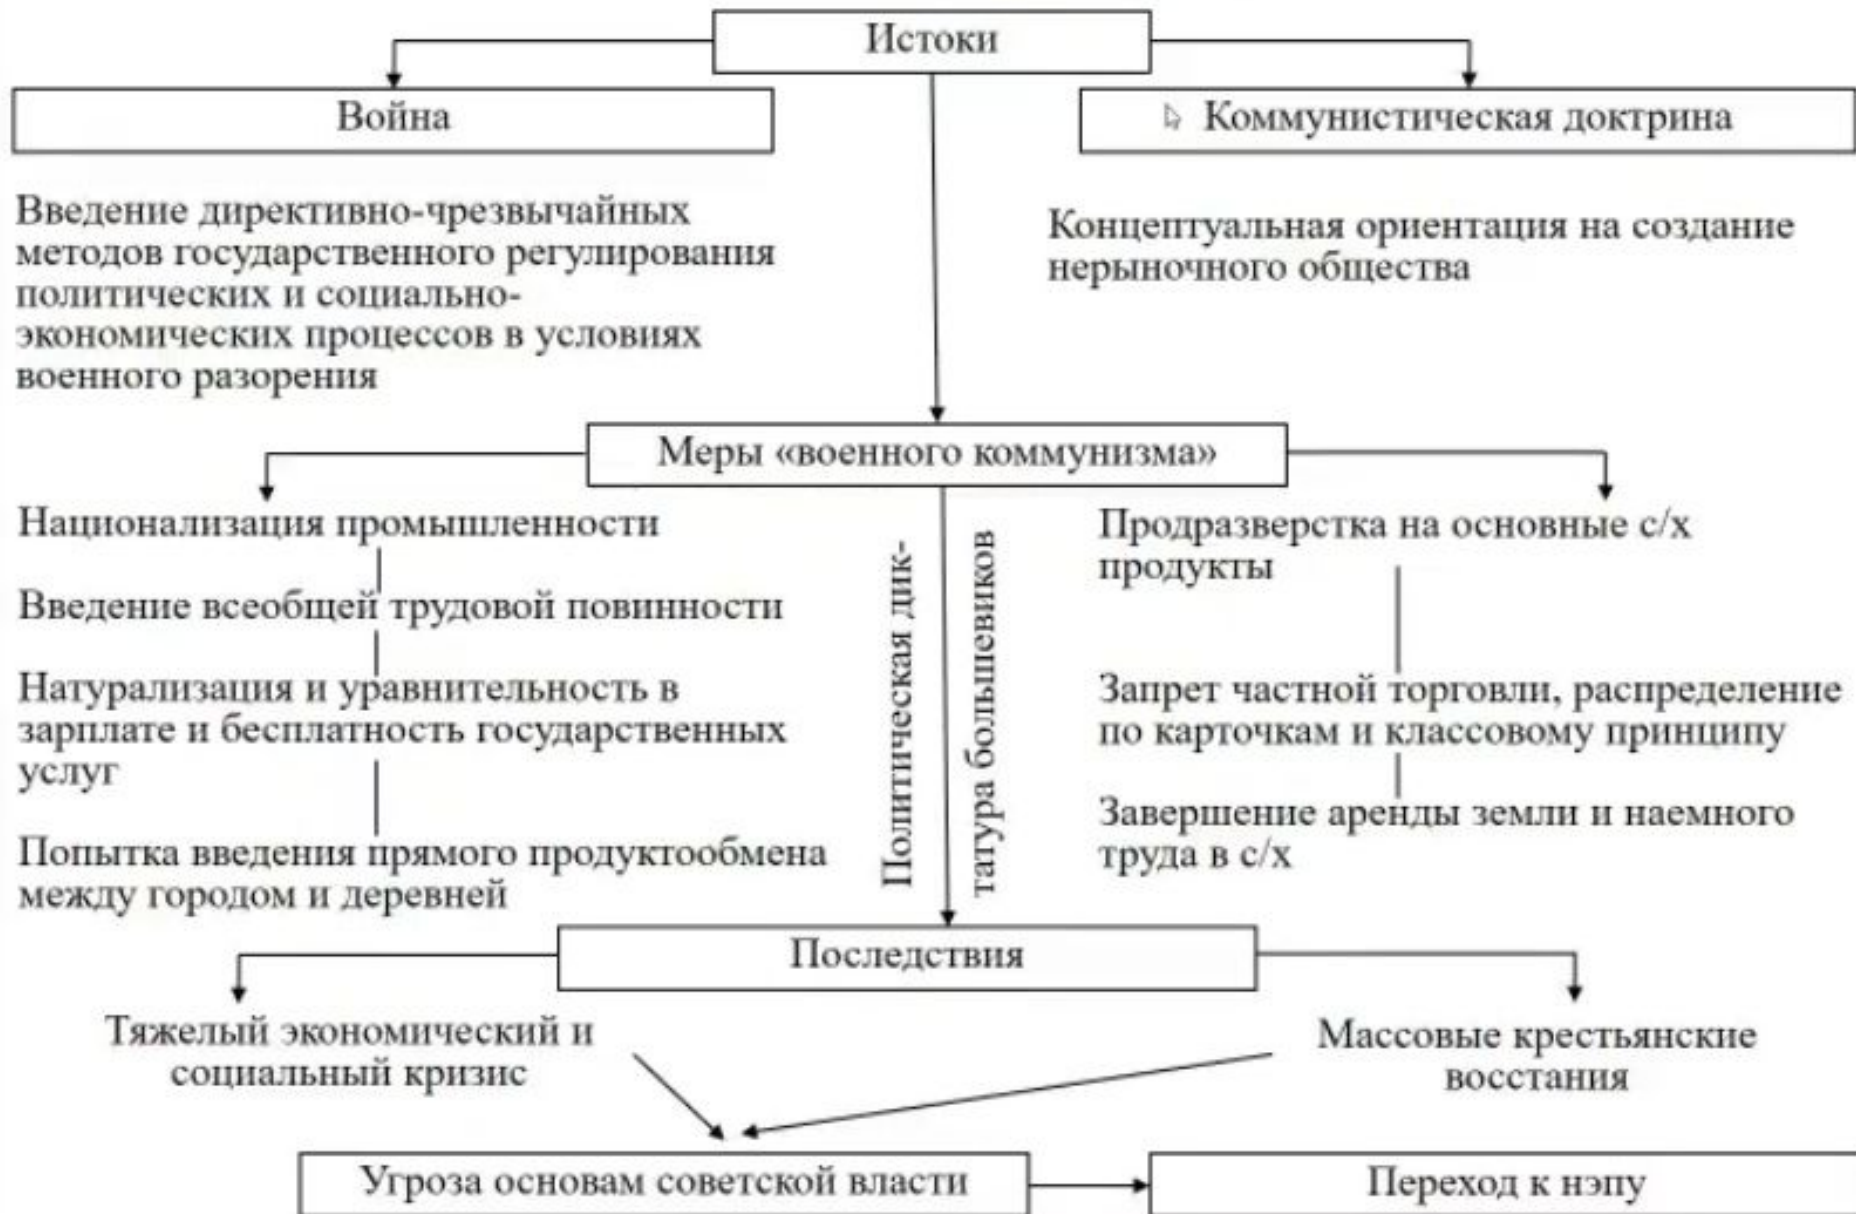 Истоки
Война
Коммунистическая доктрина
Введение директивно-чрезвычайных
методов государственного регулирования
политических и социально-
экономических процессов в условиях
военного разорения
Концептуальная ориентация на создание
нерыночного общества
Меры «военного коммунизма»
Национализация промышленности
Введение всеобщей трудовой повинности
Натурализация и уравнительность в
зарплате и бесплатность государственных
услуг
Попытка введения прямого продуктообмена
между городом и деревней
Политическая дик-
татура большевиков
Продразверстка на основные с/х
продукты
Запрет частной торговли, распределение
по карточкам и классовому принципу
Завершение аренды земли и наемного
труда в с/х
Последствия
Тяжелый экономический и
социальный кризис
Массовые крестьянские
восстания
Угроза основам советской власти
Переход к нэпу